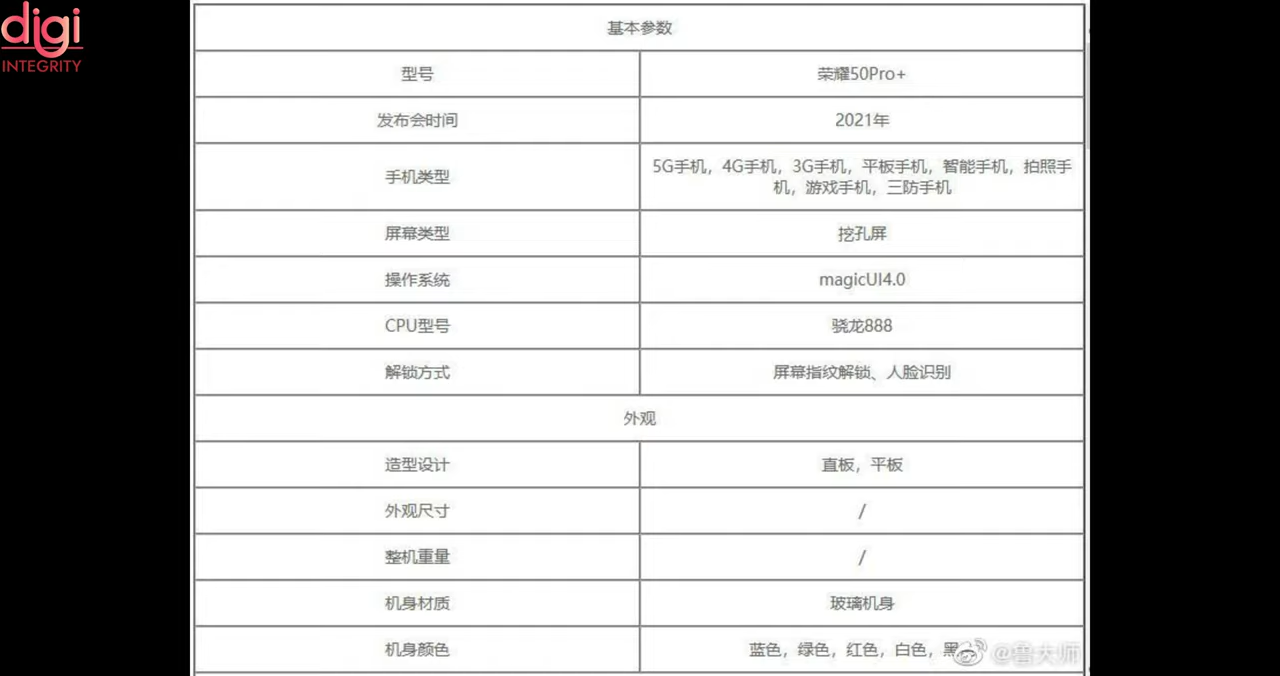 digi
INTEGRITY
基本参数
型号 荣耀50Pro+
发布会时间 2021年
手机类型 5G手机，4G手机，3G手机，平板手机，智能手机，拍照手
机，游戏手机，三防手机
屏幕类型 挖孔屏
操作系统 magicUI4.0
CPU型号 骁龙888
解锁方式 屏幕指纹解锁、人脸识别
外观
造型设计 直板，平板
外观尺寸 /
整机重量 /
机身材质 玻璃机身
机身颜色 蓝色，绿色，红色，白色，黑
@鲁大师